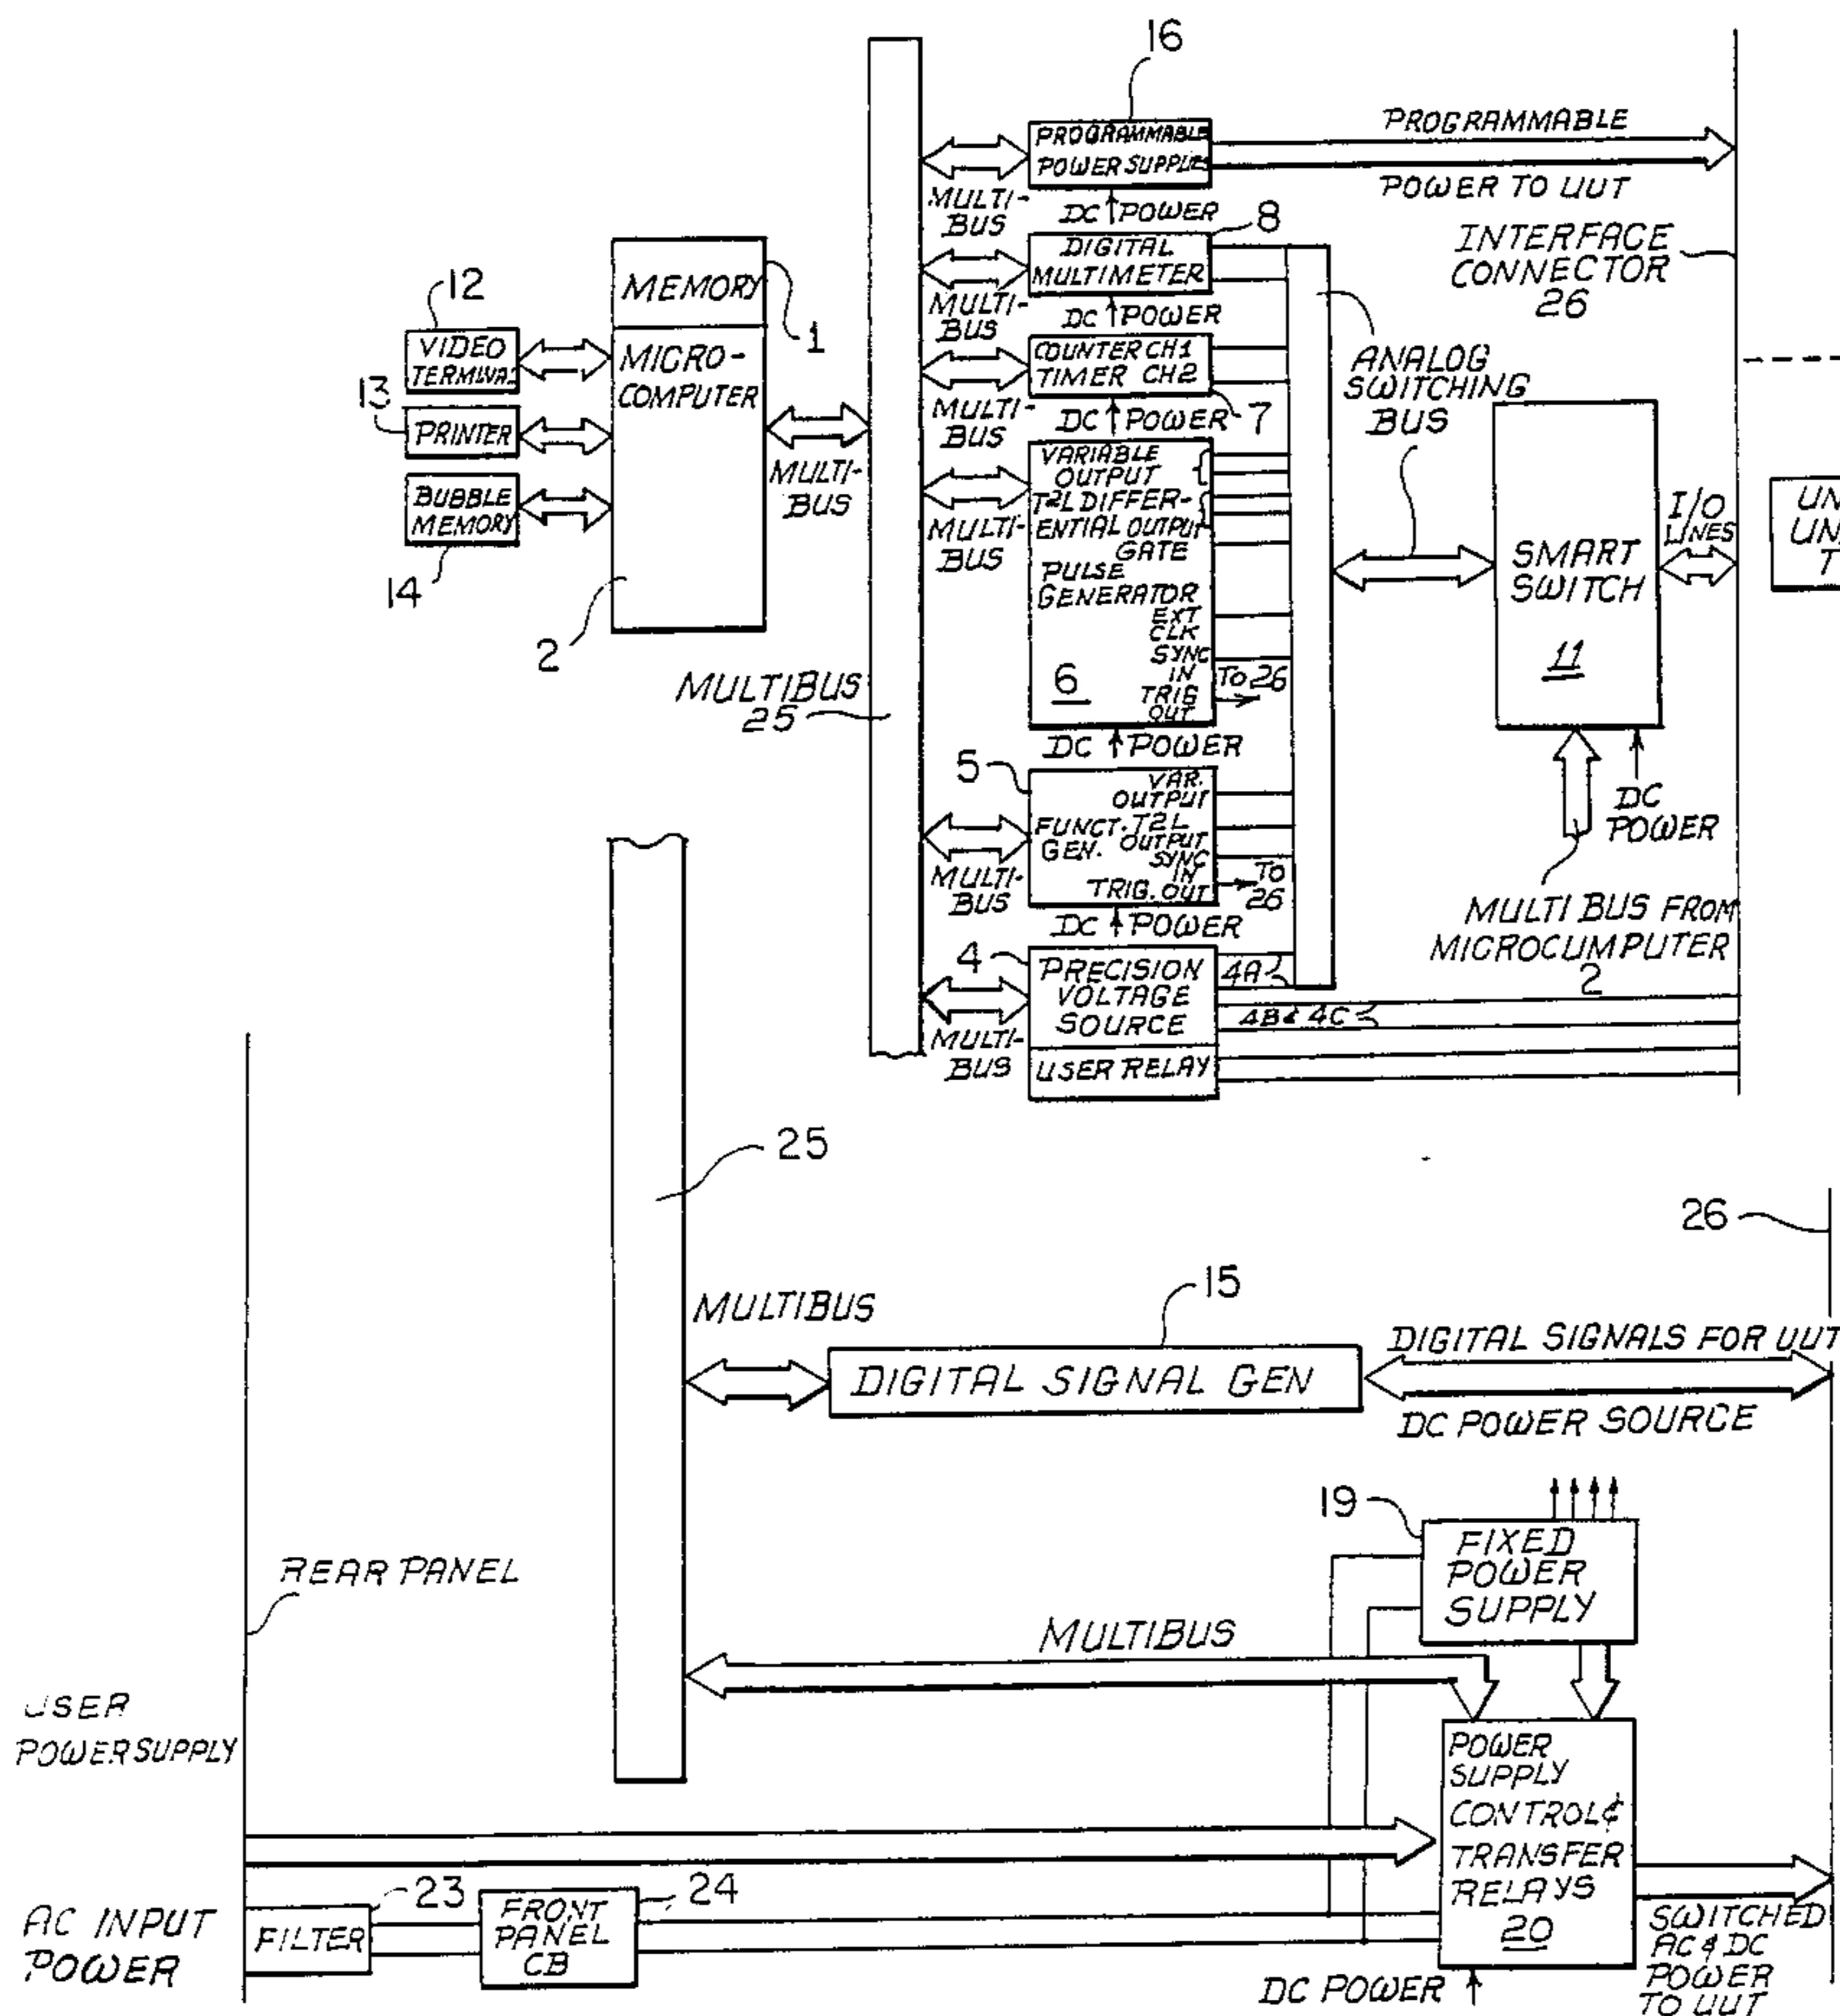 16
PROGRAMMABLE
POWER SUPPLIES
PROGRAMMABLE
POWER TO UUT
MULTI-
BUS
DC POWER
8
DIGITAL
MULTIMETER
INTERFACE
CONNECTOR
26
MEMORY
1
12
VIDEO
TERMINAL
MICRO-
COMPUTER
13
PRINTER
BUBBLE
MEMORY
14
2
MULTI-
BUS
MULTIBUS
25
MULTI-
BUS
DC POWER
COUNTER CH1
TIMER CH2
7
MULTI-
BUS
DC POWER
ANALOG
SWITCHING
BUS
VARIABLE
OUTPUT
T2L DIFFER-
ENTIAL OUTPUT
GATE
PULSE
GENERATOR
EXT
CLK
SYNC
IN
TRIG
OUT
6
TO 26
MULTI-
BUS
DC POWER
SMART
SWITCH
11
I/O
LINES
UN
UN
T
DC
POWER
MULTI BUS FROM
MICROCUMPUTER
2
5
VAR.
OUTPUT
FUNCT.
GEN.
T2L
OUTPUT
SYNC
IN
TRIG. OUT
TO
26
MULTI-
BUS
DC POWER
4
PRECISION
VOLTAGE
SOURCE
USER RELAY
4A
4B & 4C
MULTI-
BUS
25
26
MULTIBUS
15
DIGITAL SIGNAL GEN
DIGITAL SIGNALS FOR UUT
DC POWER SOURCE
19
FIXED
POWER
SUPPLY
REAR PANEL
MULTIBUS
USER
POWER SUPPLY
POWER
SUPPLY
CONTROL &
TRANSFER
RELAYS
20
AC INPUT
POWER
FILTER
23
FRONT
PANEL
CB
24
DC POWER
SWITCHED
AC & DC
POWER
TO UUT